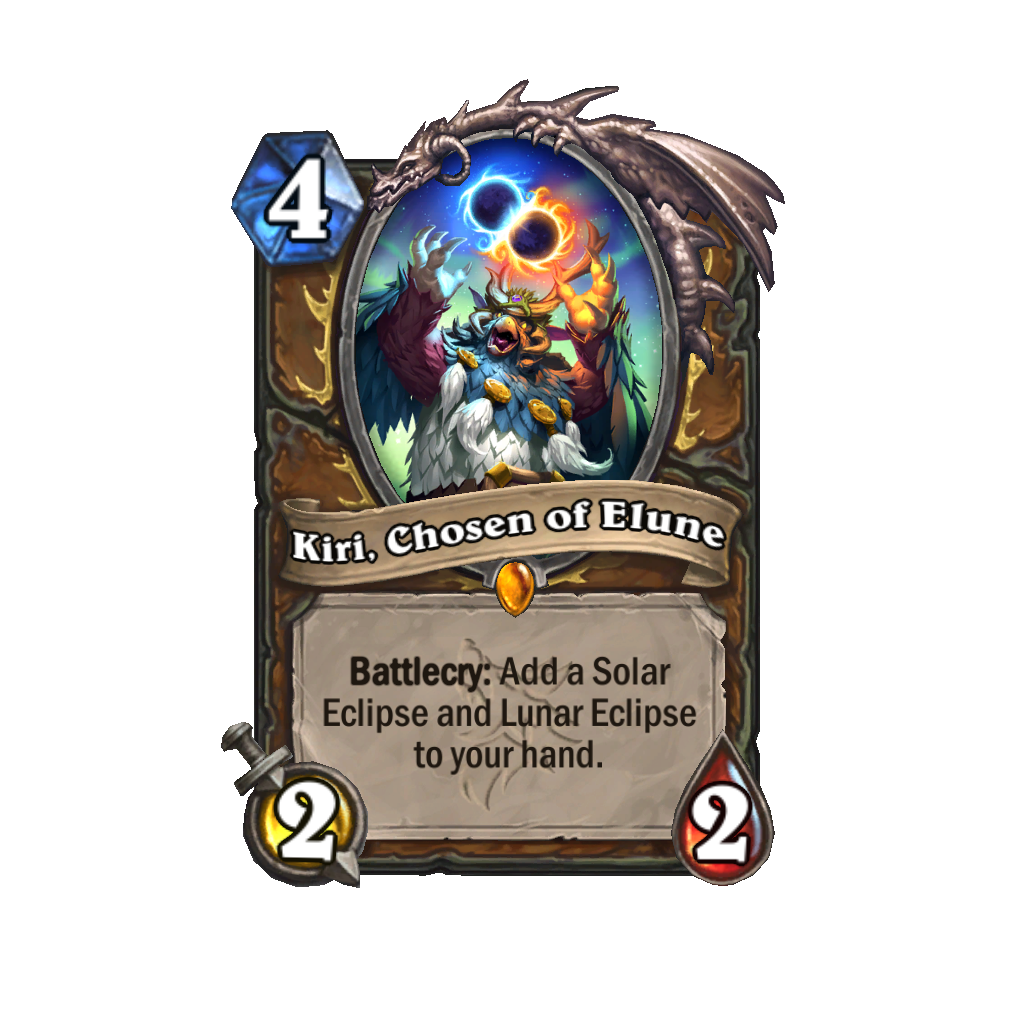 4
Kiri, Chosen of Elune
Battlecry: Add a Solar
Eclipse and Lunar Eclipse
to your hand.
2
2